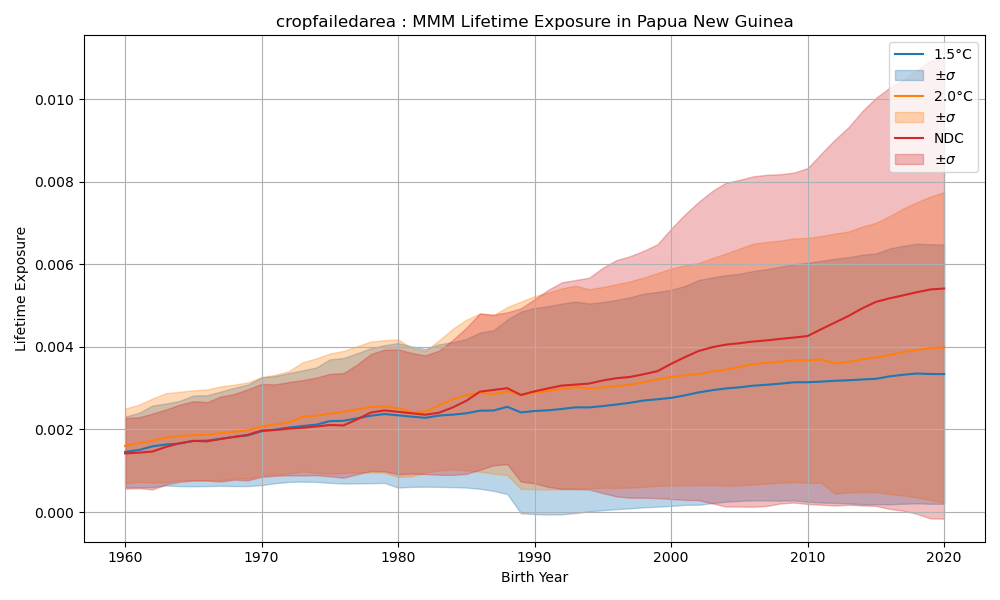 cropfailedarea : MMM Lifetime Exposure in Papua New Guinea
1.5°C
±σ
2.0°C
±σ
NDC
±σ
0.010
0.008
0.006
0.004
0.002
0.000
Lifetime Exposure
1960 1970 1980 1990 2000 2010 2020
Birth Year